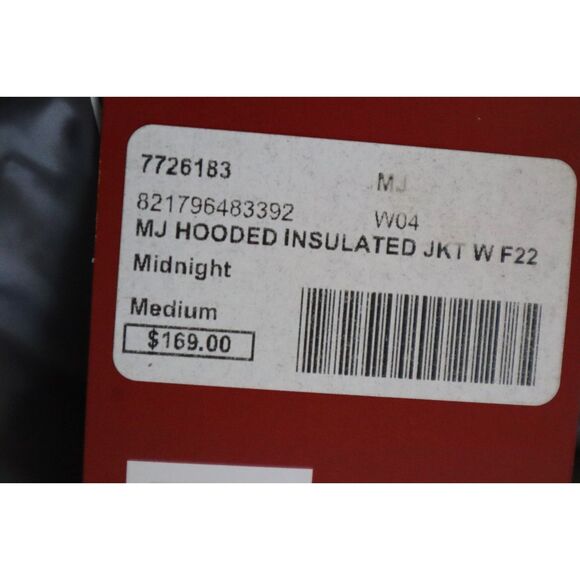 7726183 MJ
821796483392 W04
MJ HOODED INSULATED JKT W F22
Midnight
Medium
$169.00